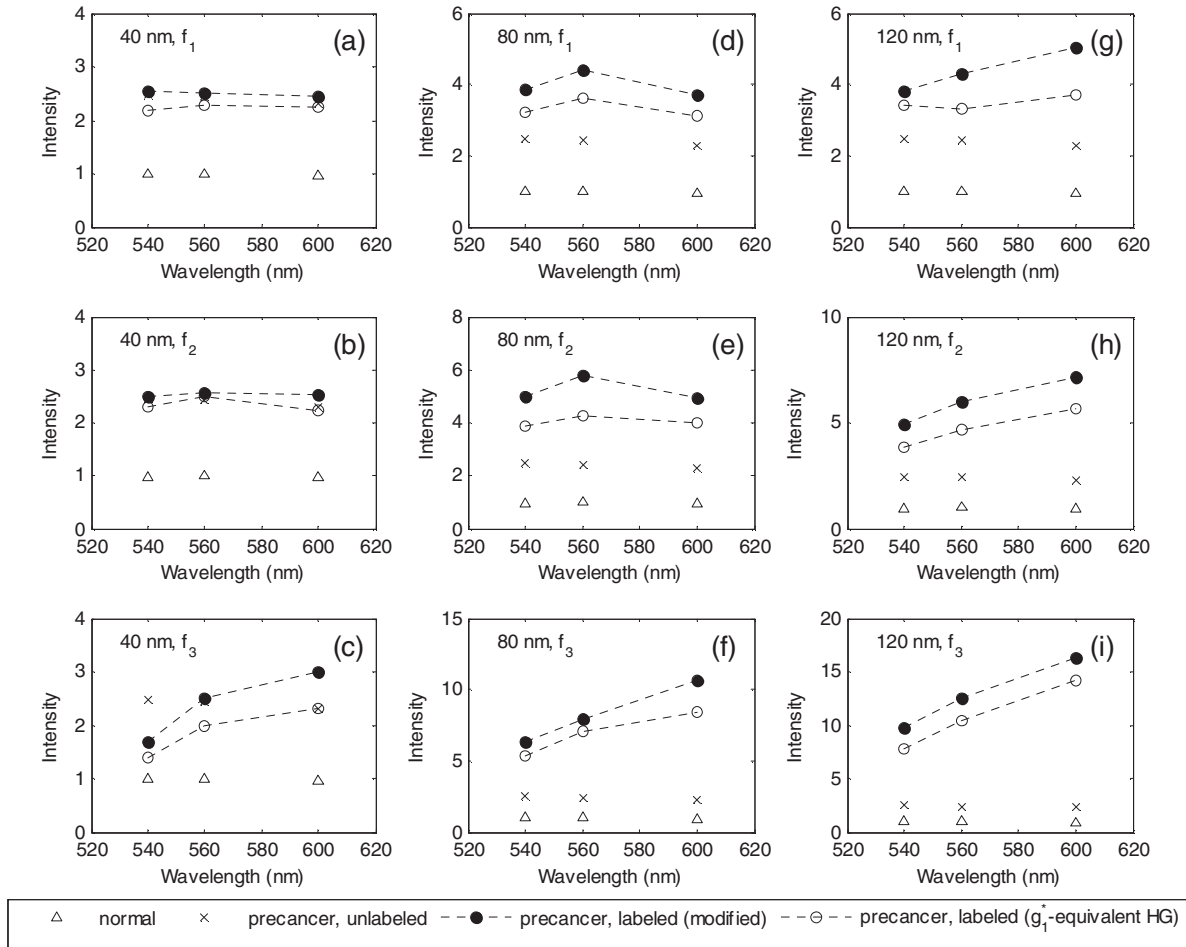 40 nm, f1
(a)
4
3
2
1
0
Intensity
520 540 560 580 600 620
Wavelength (nm)
80 nm, f1
(d)
6
4
2
0
Intensity
520 540 560 580 600 620
Wavelength (nm)
120 nm, f1
(g)
6
4
2
0
Intensity
520 540 560 580 600 620
Wavelength (nm)
40 nm, f2
(b)
4
3
2
1
0
Intensity
520 540 560 580 600 620
Wavelength (nm)
80 nm, f2
(e)
8
6
4
2
0
Intensity
520 540 560 580 600 620
Wavelength (nm)
120 nm, f2
(h)
10
5
0
Intensity
520 540 560 580 600 620
Wavelength (nm)
40 nm, f3
(c)
4
3
2
1
0
Intensity
520 540 560 580 600 620
Wavelength (nm)
80 nm, f3
(f)
15
10
5
0
Intensity
520 540 560 580 600 620
Wavelength (nm)
120 nm, f3
(i)
20
15
10
5
0
Intensity
520 540 560 580 600 620
Wavelength (nm)
normal precancer, unlabeled precancer, labeled (modified) precancer, labeled (g1*-equivalent HG)